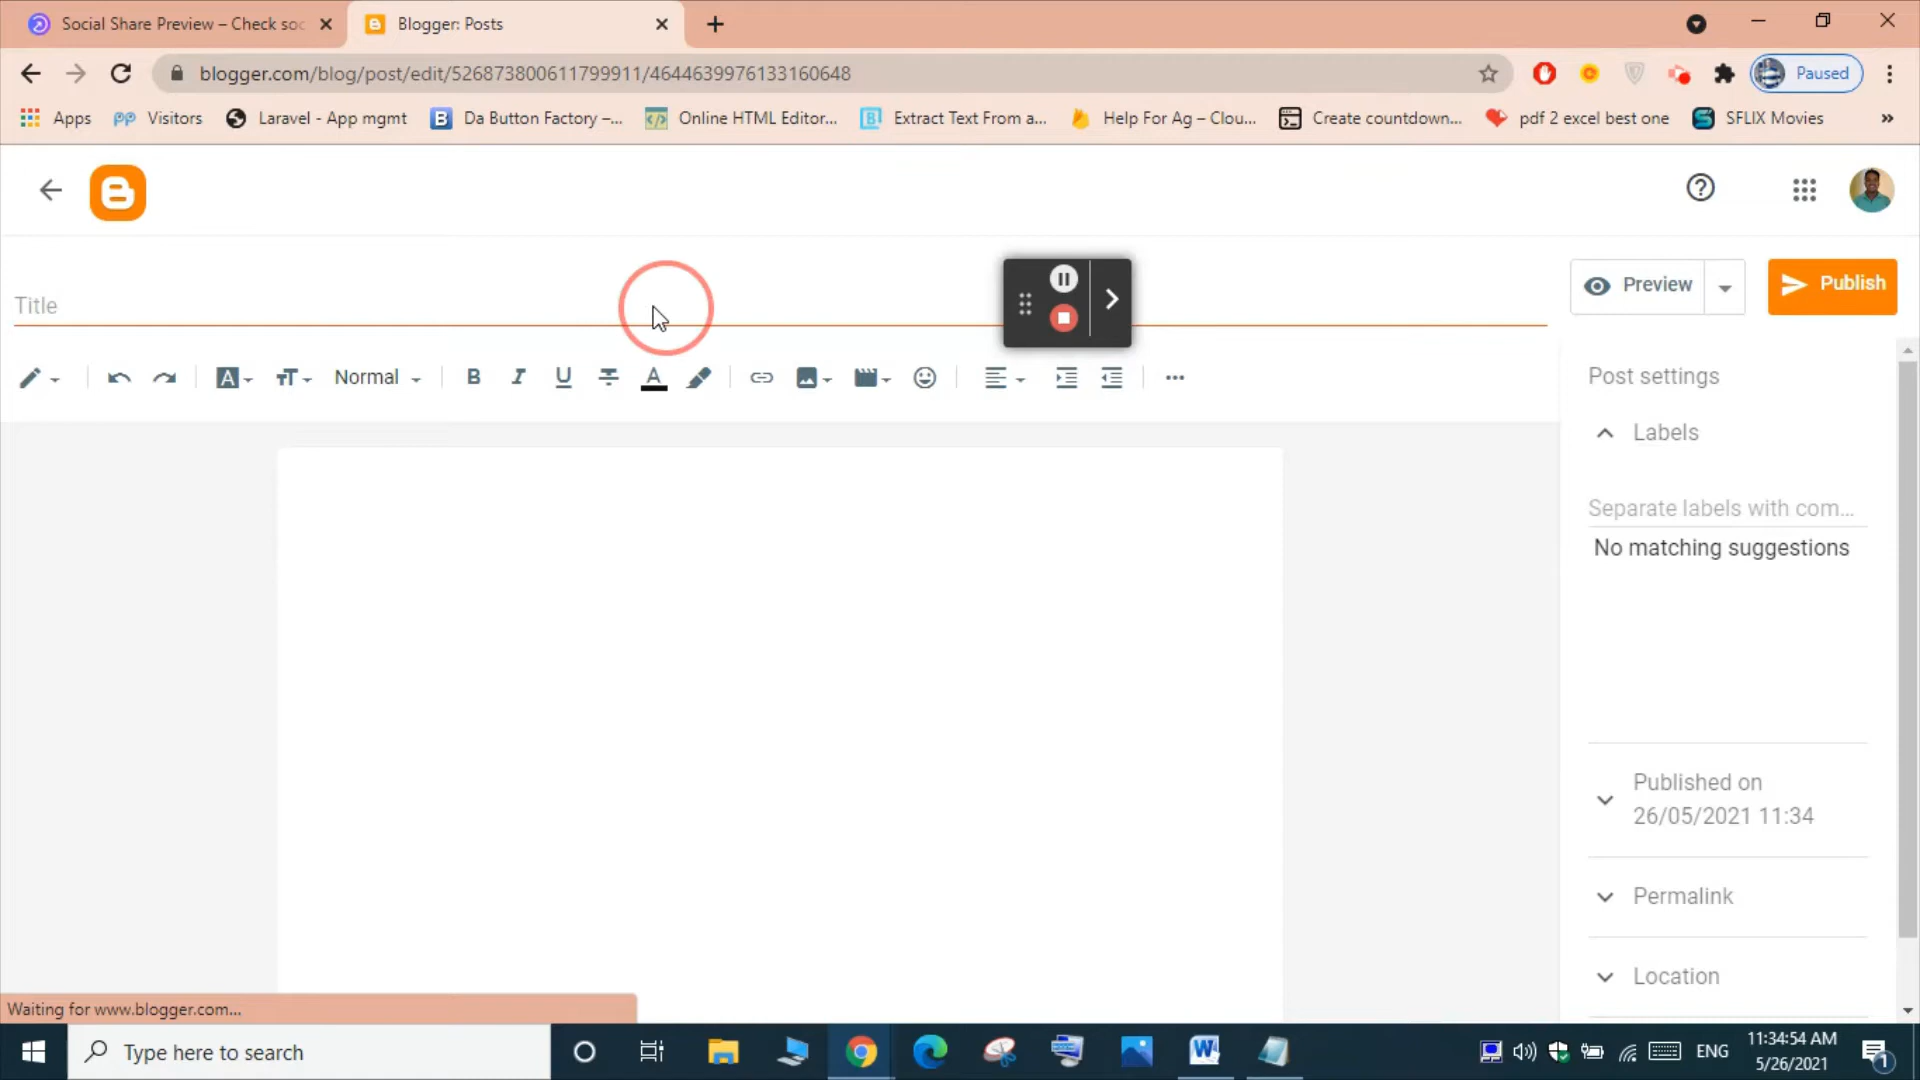 Social Share Preview – Check soc
Blogger: Posts
blogger.com/blog/post/edit/526873800611799911/4644639976133160648
Paused
Apps
Visitors
Laravel - App mgmt
Da Button Factory –...
Online HTML Editor...
Extract Text From a...
Help For Ag – Clou...
Create countdown...
pdf 2 excel best one
SFLIX Movies
»
Title
Preview
Publish
Normal
B
I
U
A
Post settings
Labels
Separate labels with com...
No matching suggestions
Published on
26/05/2021 11:34
Permalink
Location
Waiting for www.blogger.com...
Type here to search
ENG
11:34:54 AM
5/26/2021
1